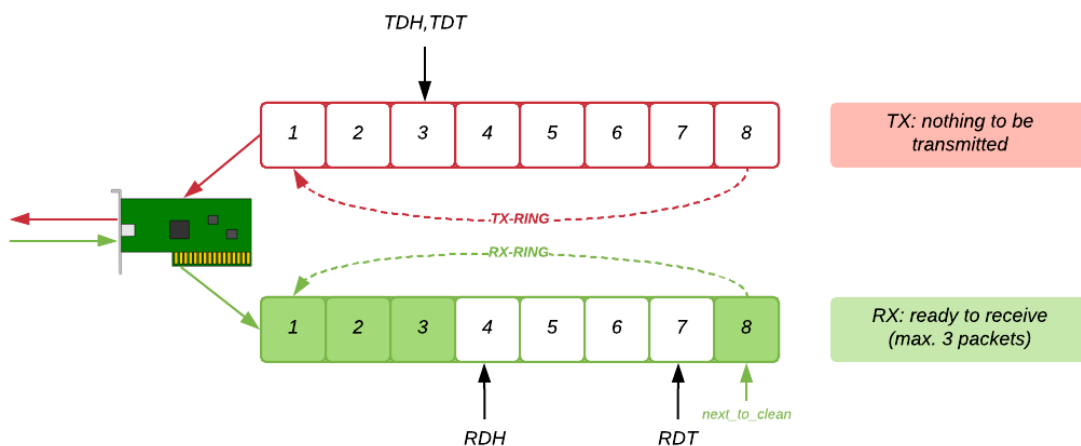 TDH,TDT
1 2 3 4 5 6 7 8
TX: nothing to be
transmitted
TX-RING
RX-RING
1 2 3 4 5 6 7 8
RX: ready to receive
(max. 3 packets)
next_to_clean
RDH RDT